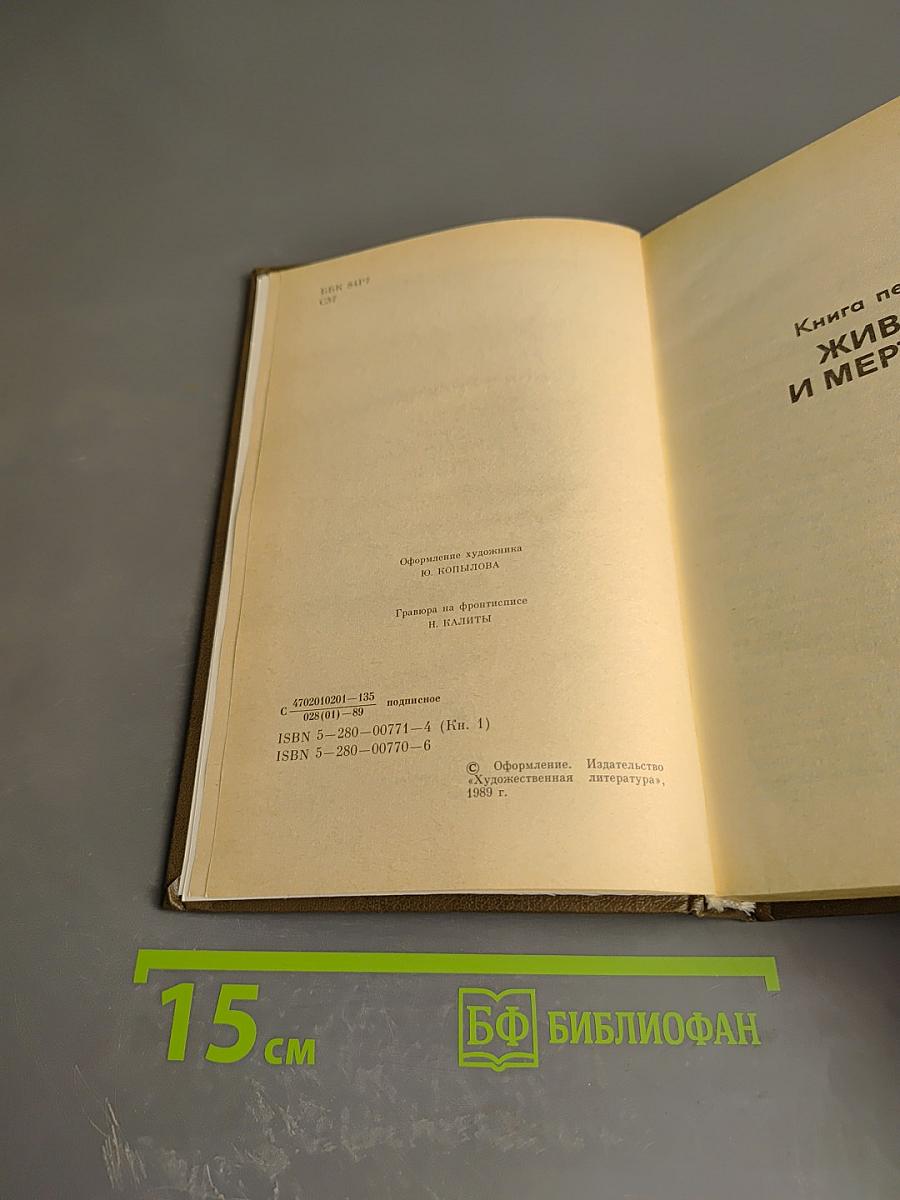 ББК 84Р7
С37
Оформление художника
Ю. КОПЫЛОВА
Гравюра на фронтисписе
Н. КАЛИТЫ
С 4702010201—135 подписное
028(01)—89
ISBN 5—280—00771—4 (Кн. 1)
ISBN 5—280—00770—6
© Оформление. Издательство
«Художественная литература»,
1989 г.
Книга пе
ЖИВ
И МЕРТ
15 см
БФ БИБЛИОФАН